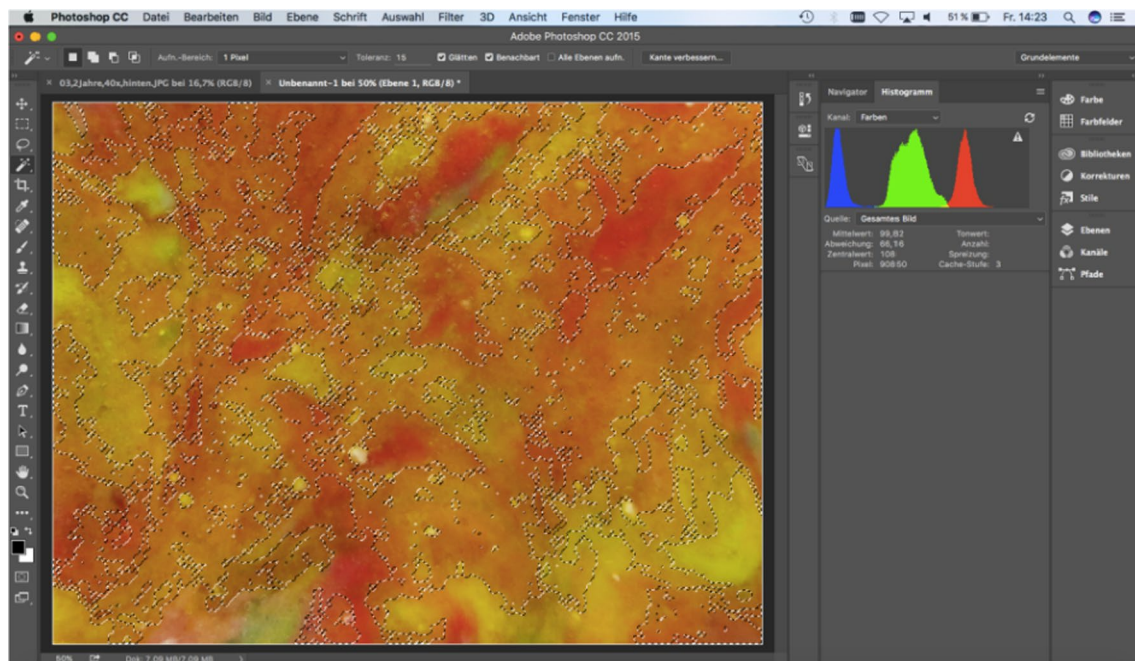 Photoshop CC Datei Bearbeiten Bild Ebene Schrift Auswahl Filter 3D Ansicht Fenster Hilfe 51 % Fr. 14:23
Adobe Photoshop CC 2015
Aufn.-Bereich: 1 Pixel Toleranz: 15 Glätten Benachbart Alle Ebenen aufn. Kante verbessern... Grundelemente
03,2Jahre,40x,hinten.JPG bei 16,7% (RGB/8) Unbenannt-1 bei 50% (Ebene 1, RGB/8) *
Navigator Histogramm
Kanal: Farben
Quelle: Gesamtes Bild
Mittelwert: 99,82 Tonwert:
Abweichung: 66,16 Anzahl:
Zentralwert: 108 Spreizung:
Pixel: 90850 Cache-Stufe: 3
Farbe
Farbfelder
Bibliotheken
Korrekturen
Stile
Ebenen
Kanäle
Pfade
50% Dok: 7,09 MB/7,09 MB